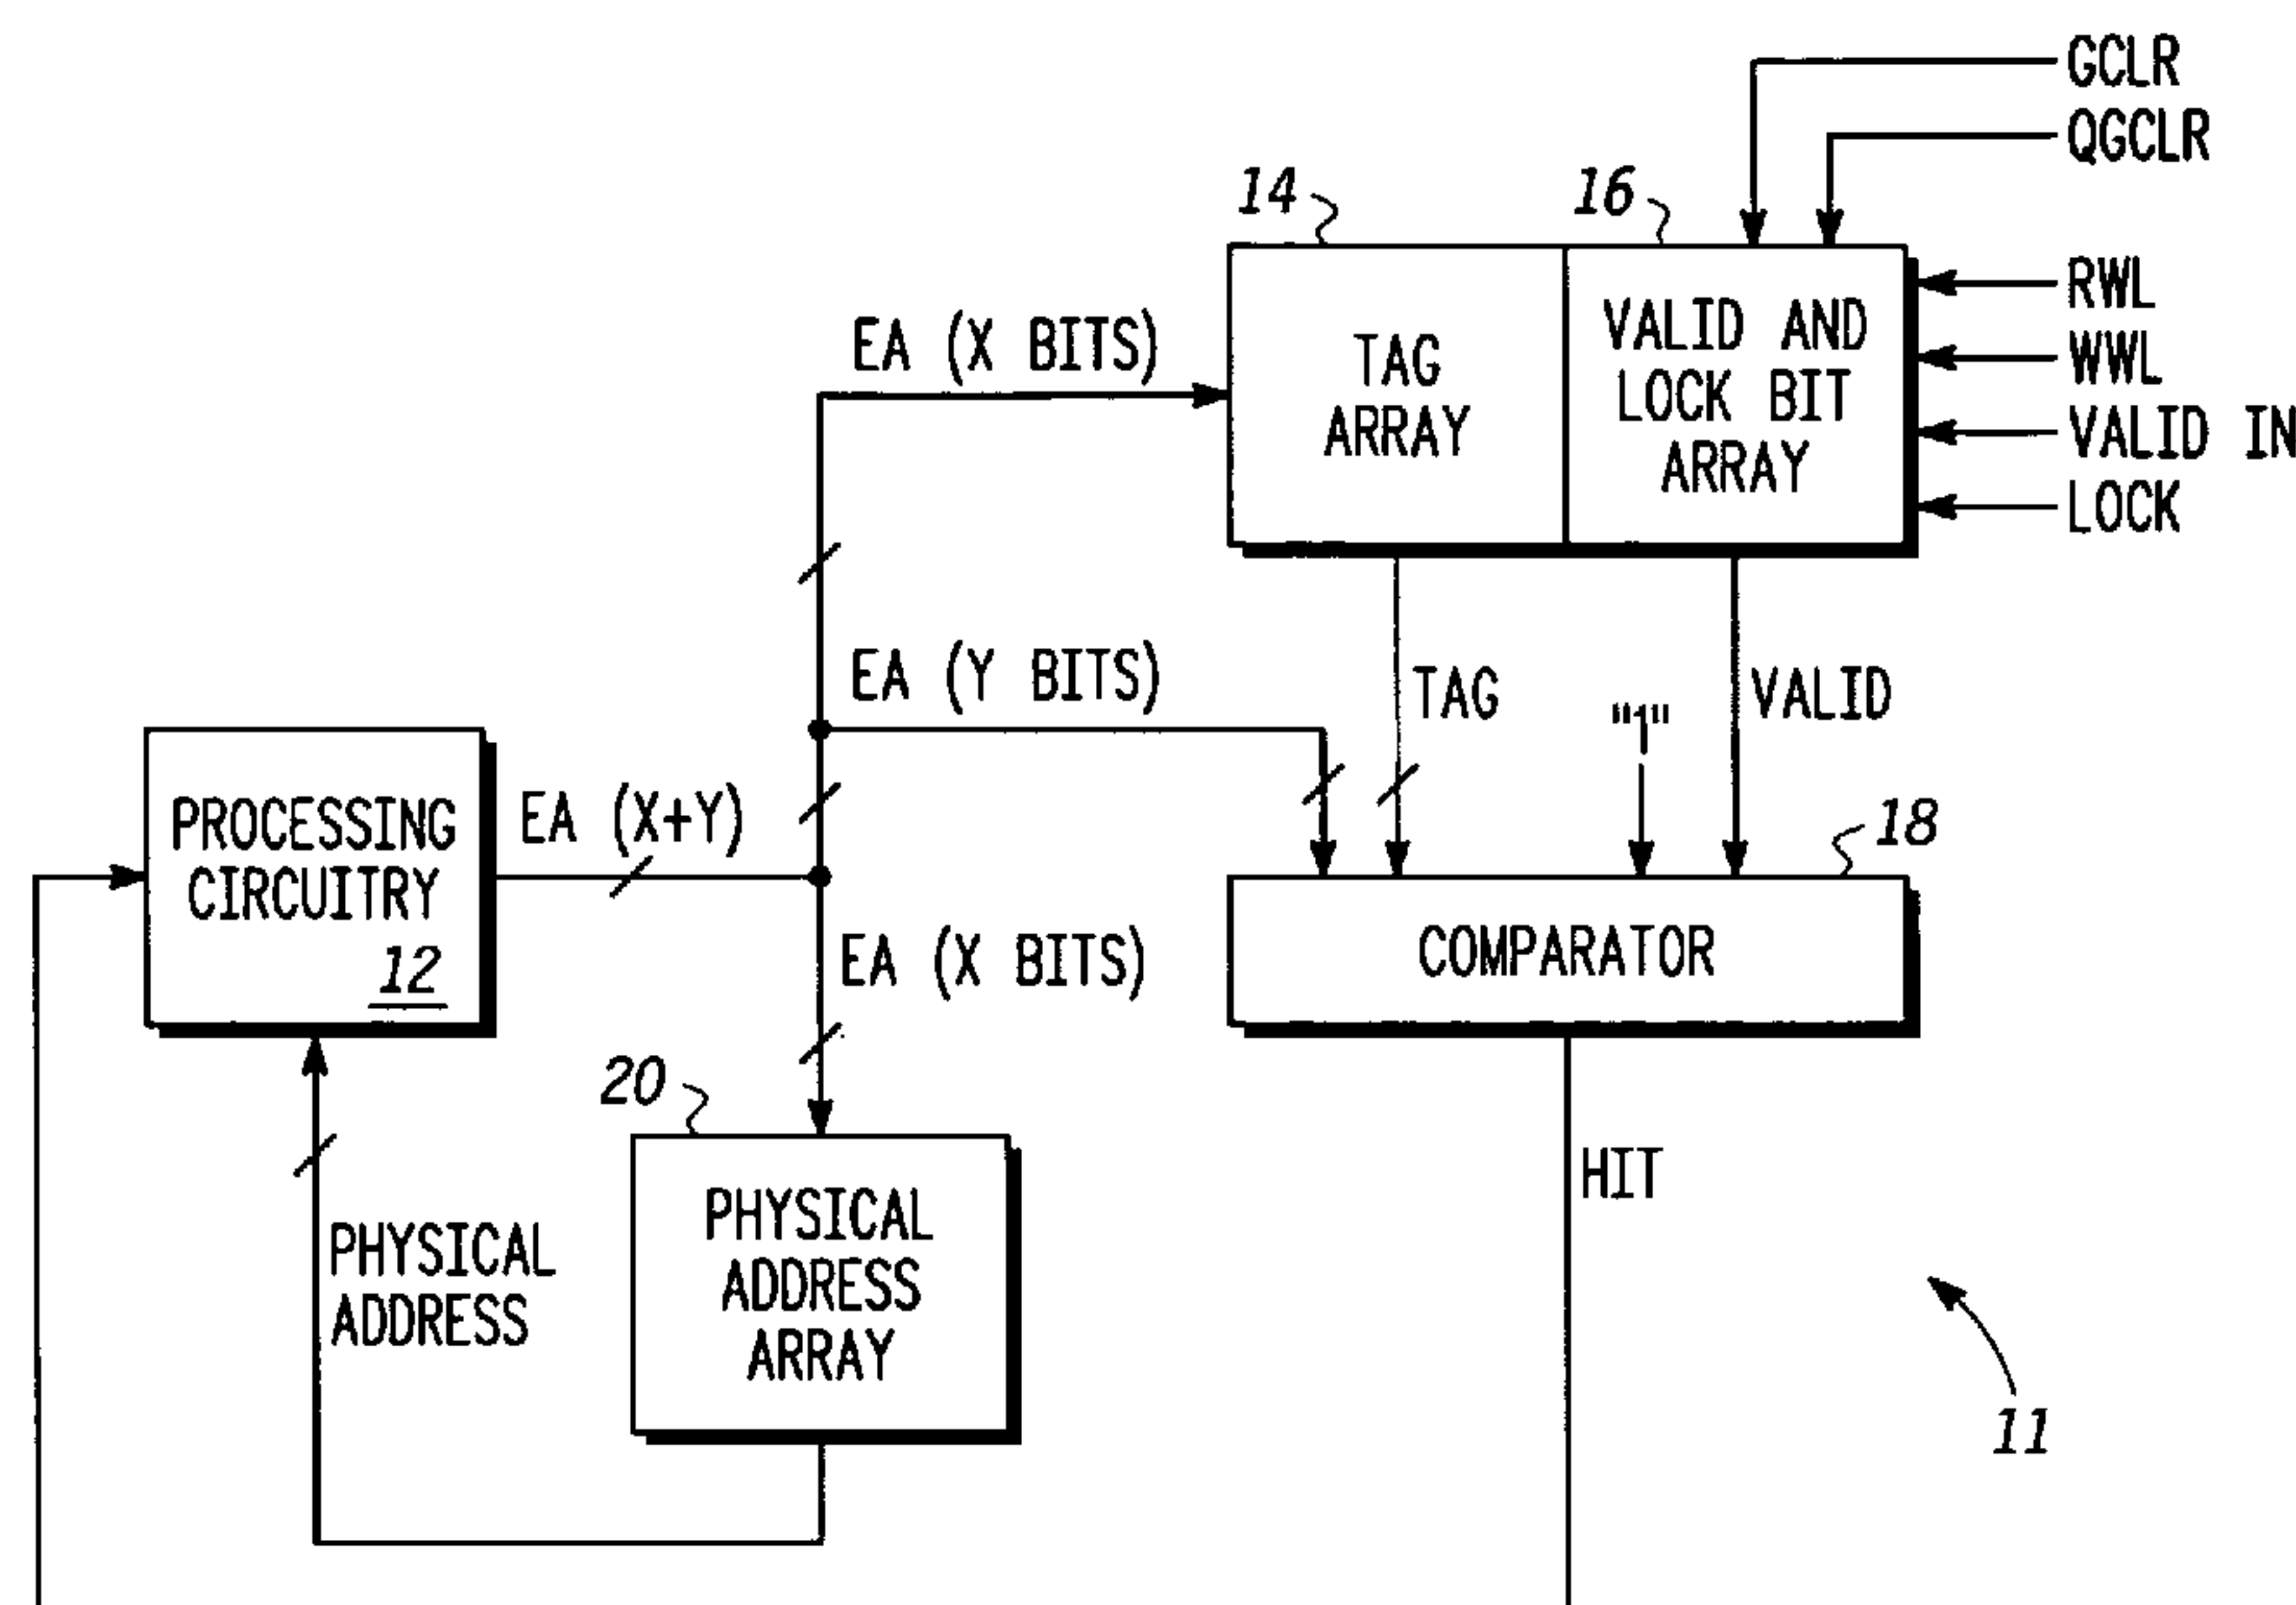 GCLR
QGCLR
14
16
RWL
WWL
VALID IN
LOCK
EA (X BITS)
TAG
ARRAY
VALID AND
LOCK BIT
ARRAY
EA (Y BITS)
TAG
"1"
VALID
PROCESSING
CIRCUITRY
12
EA (X+Y)
18
COMPARATOR
EA (X BITS)
20
PHYSICAL
ADDRESS
ARRAY
PHYSICAL
ADDRESS
HIT
11